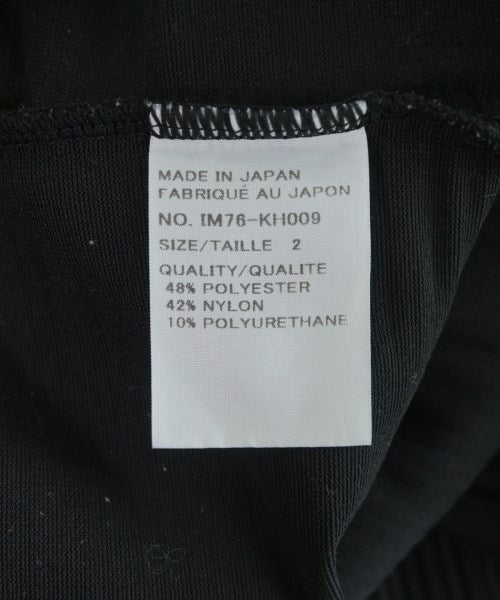 MADE IN JAPAN
FABRIQUÉ AU JAPON
NO. IM76-KH009
SIZE/TAILLE 2
QUALITY/QUALITE
48% POLYESTER
42% NYLON
10% POLYURETHANE